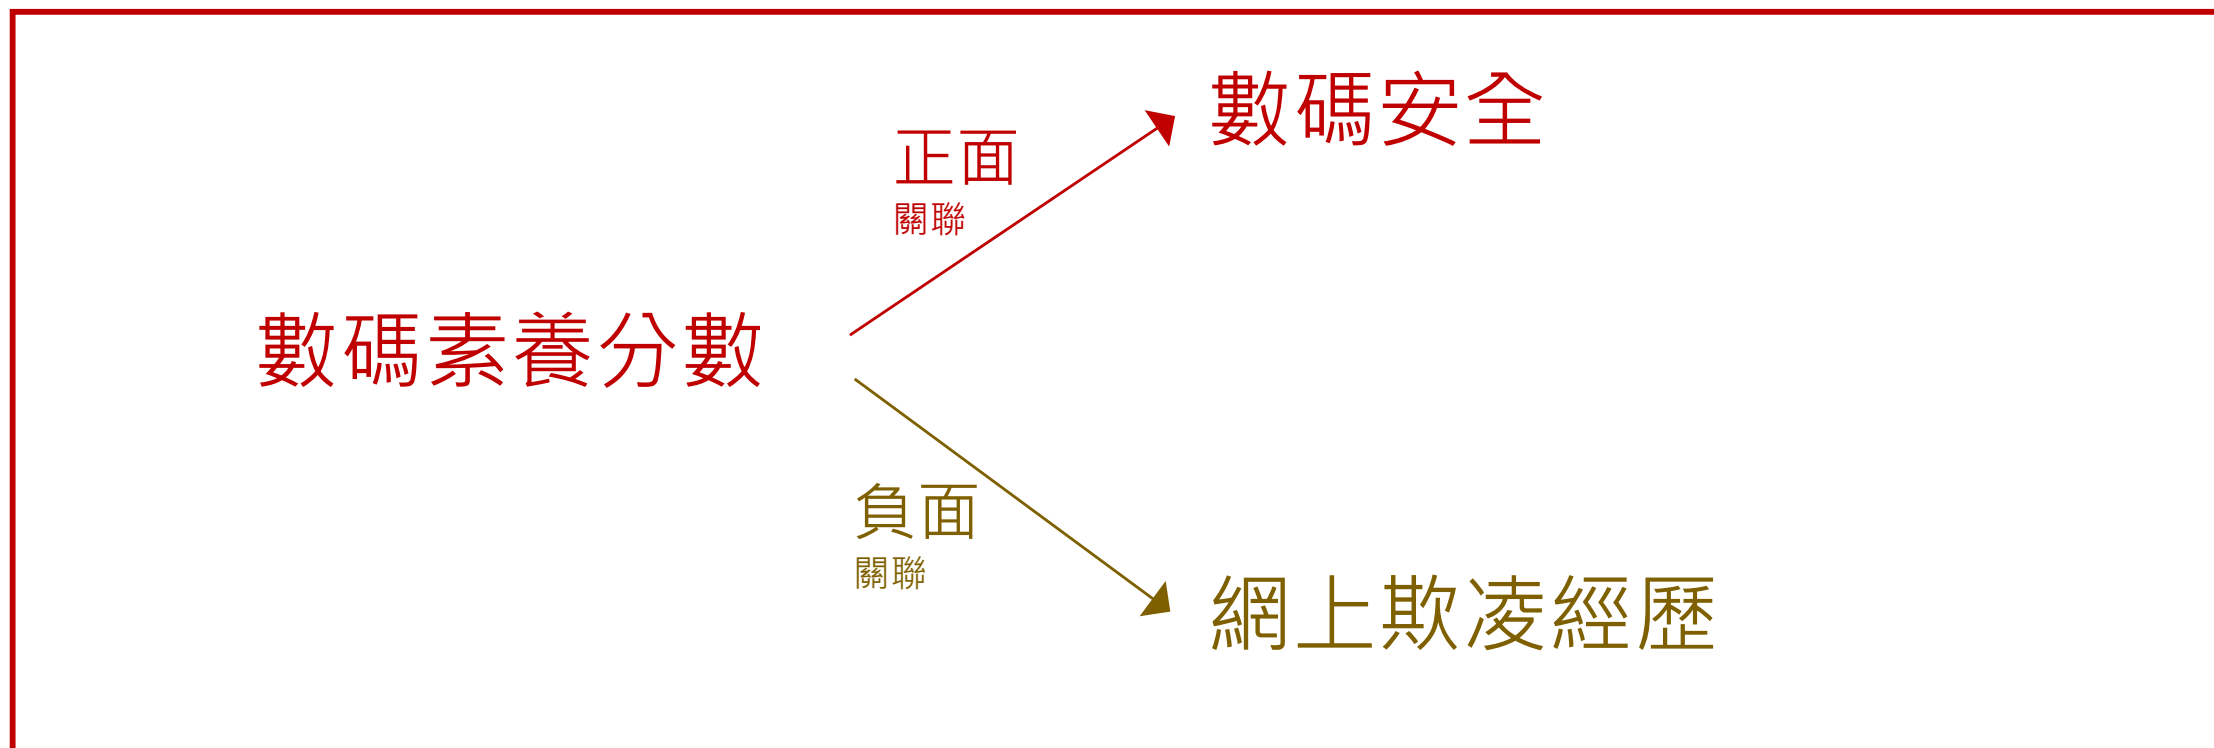 數碼安全
正面
關聯
數碼素養分數
負面
關聯
網上欺凌經歷